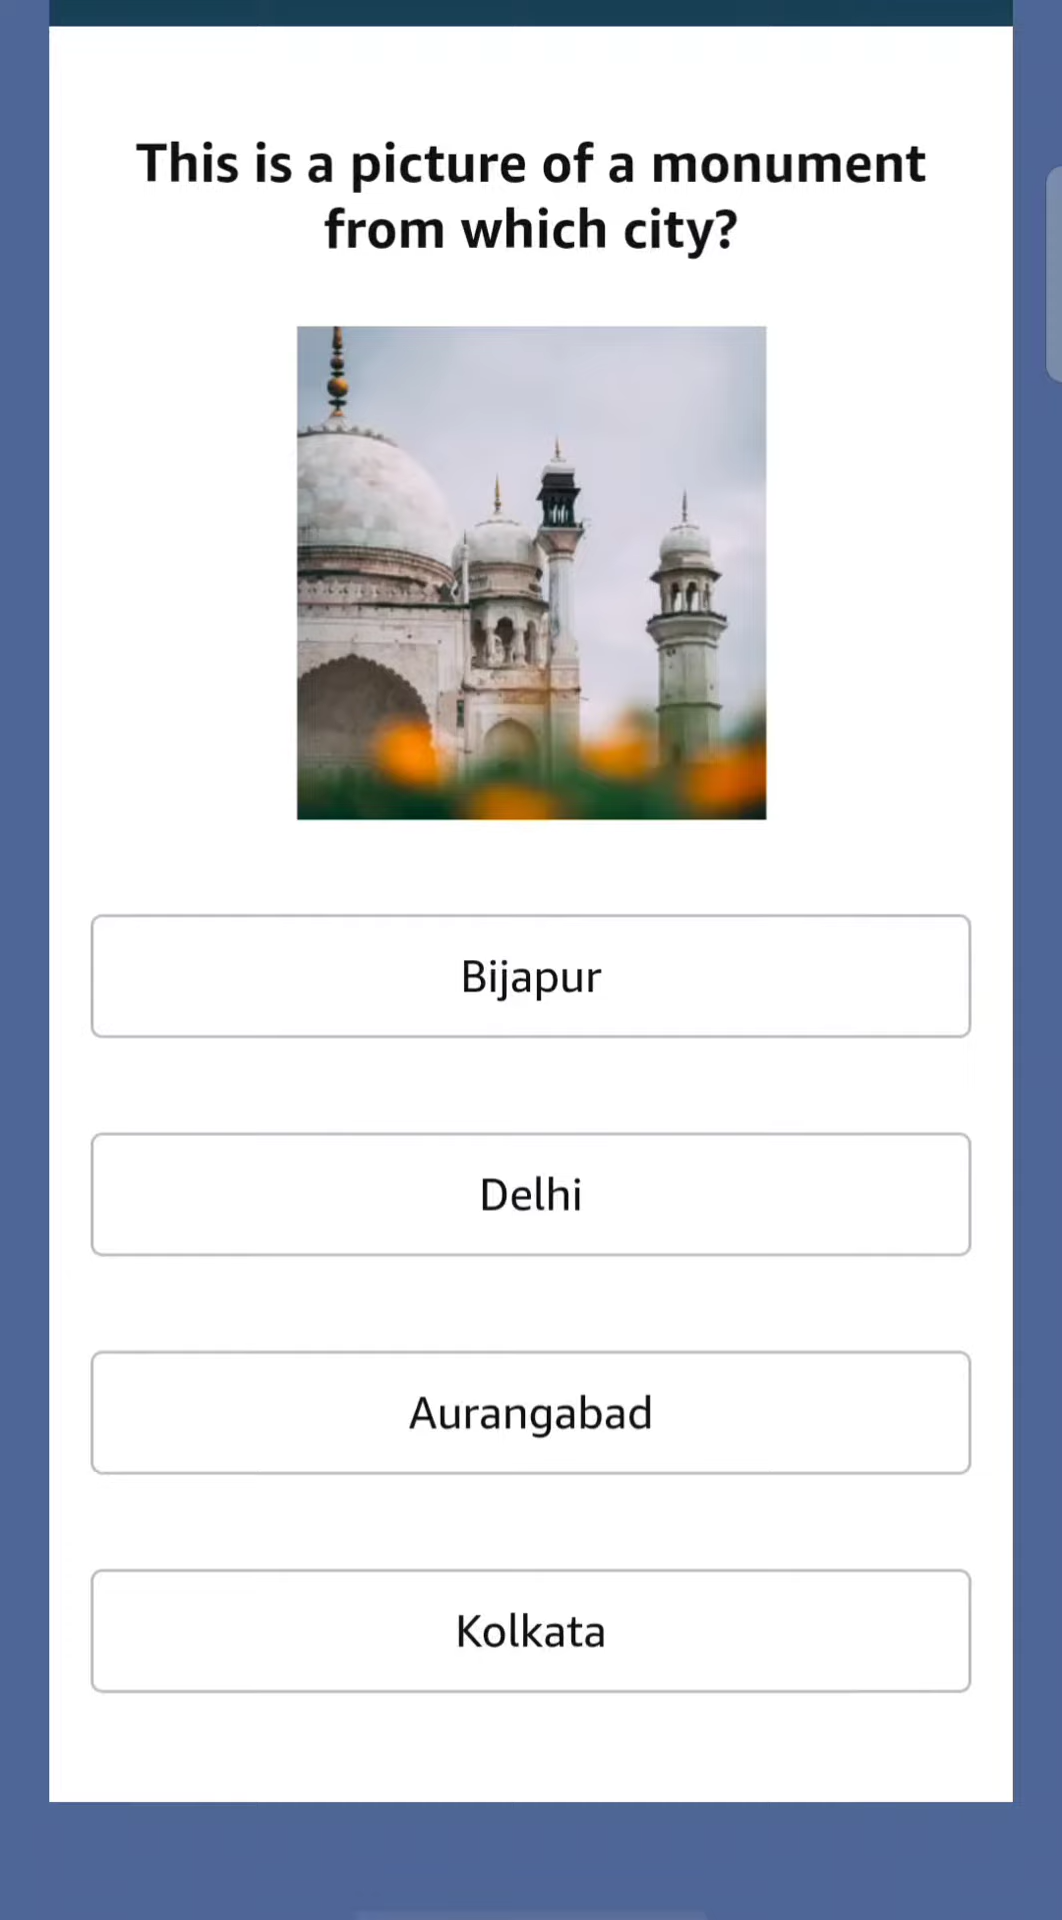 This is a picture of a monument
from which city?
Bijapur
Delhi
Aurangabad
Kolkata